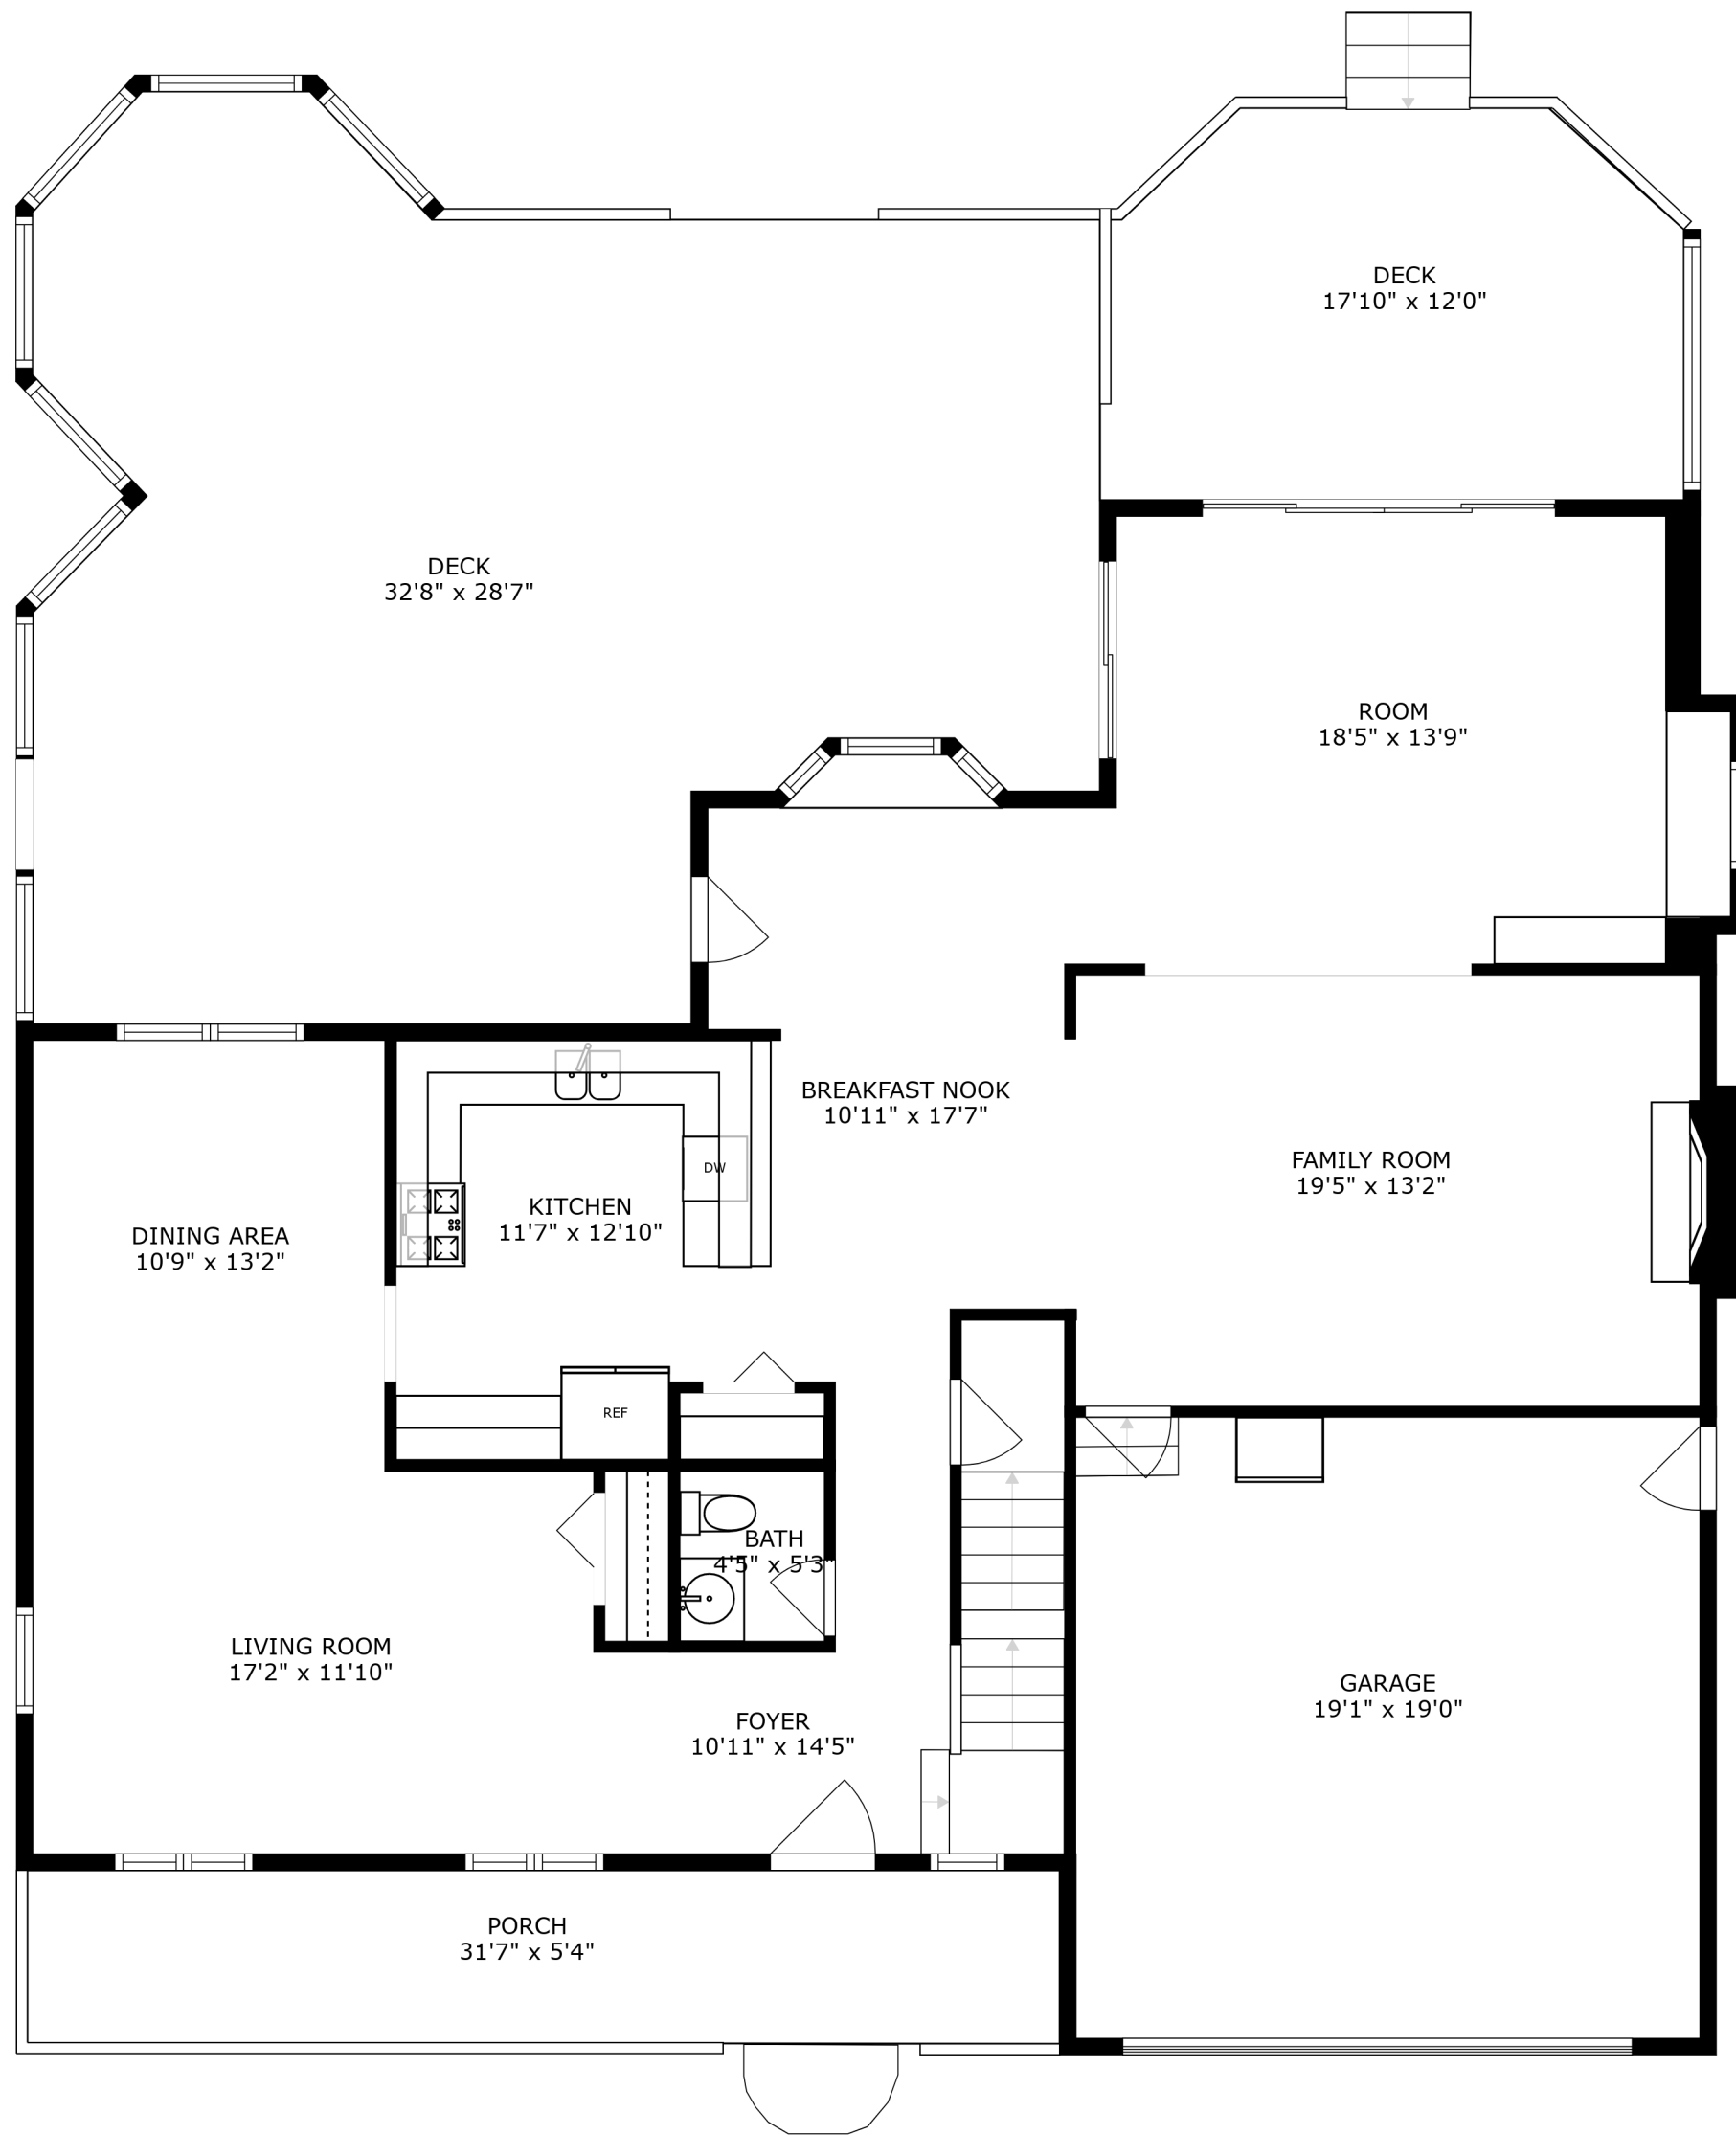 DECK
17'10" x 12'0"
DECK
32'8" x 28'7"
ROOM
18'5" x 13'9"
BREAKFAST NOOK
10'11" x 17'7"
FAMILY ROOM
19'5" x 13'2"
DW
KITCHEN
11'7" x 12'10"
DINING AREA
10'9" x 13'2"
REF
BATH
4'5" x 5'3"
LIVING ROOM
17'2" x 11'10"
GARAGE
19'1" x 19'0"
FOYER
10'11" x 14'5"
PORCH
31'7" x 5'4"